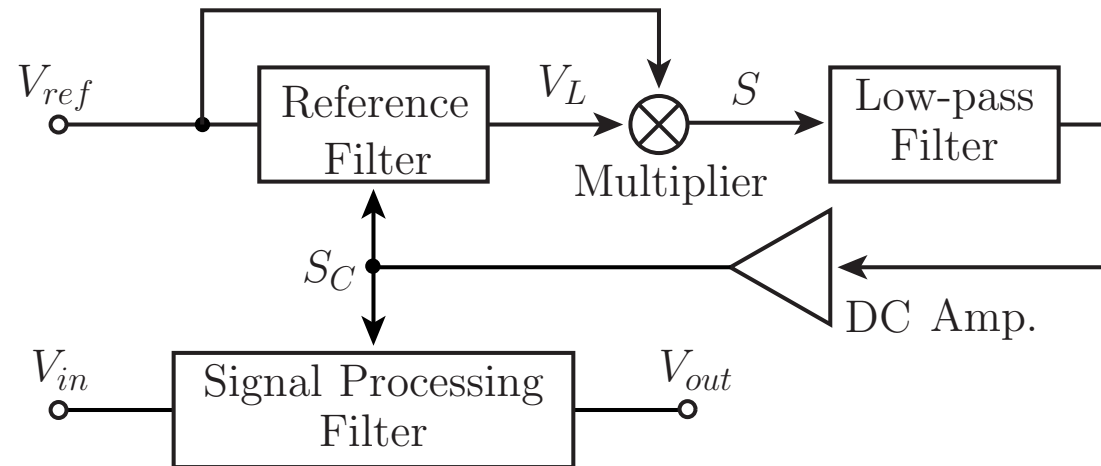 V_ref
Reference
Filter
V_L
Multiplier
S
Low-pass
Filter
S_C
DC Amp.
V_in
Signal Processing
Filter
V_out